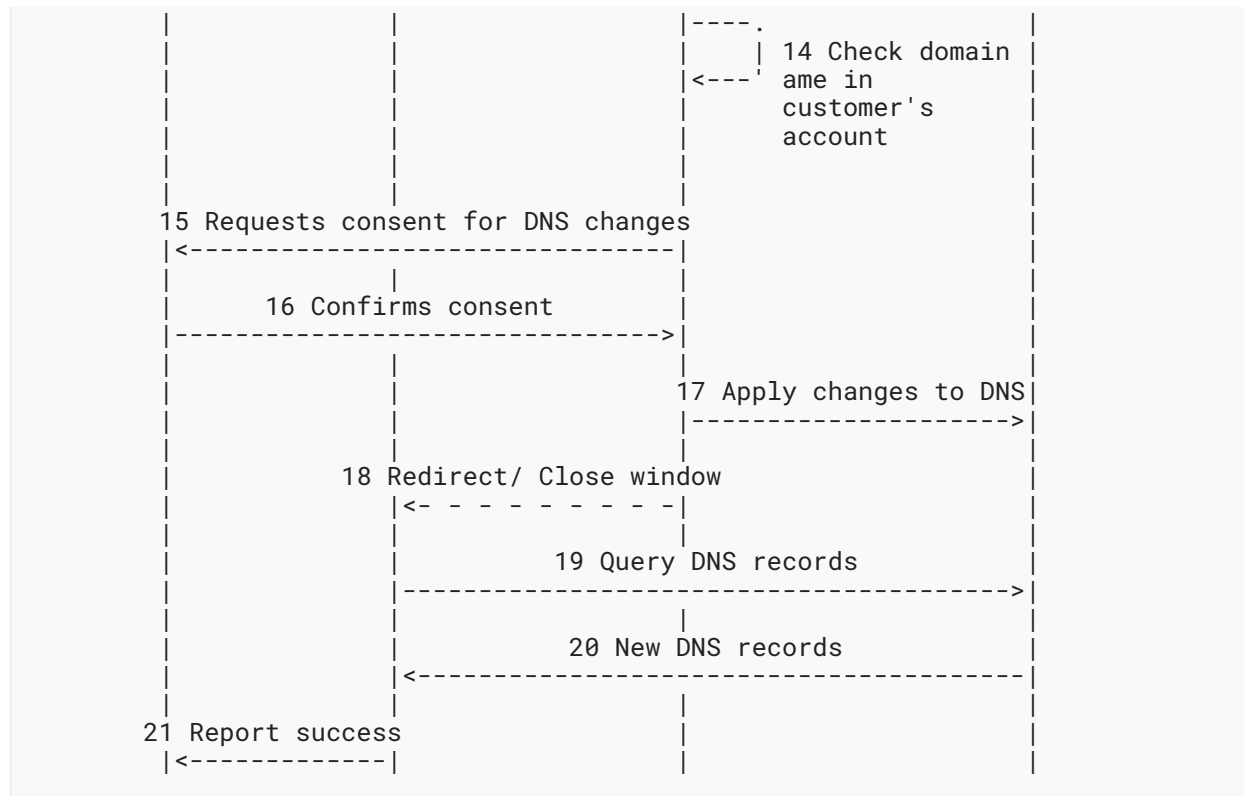 14 Check domain
ame in
customer's
account
15 Requests consent for DNS changes
16 Confirms consent
17 Apply changes to DNS
18 Redirect/ Close window
19 Query DNS records
20 New DNS records
21 Report success